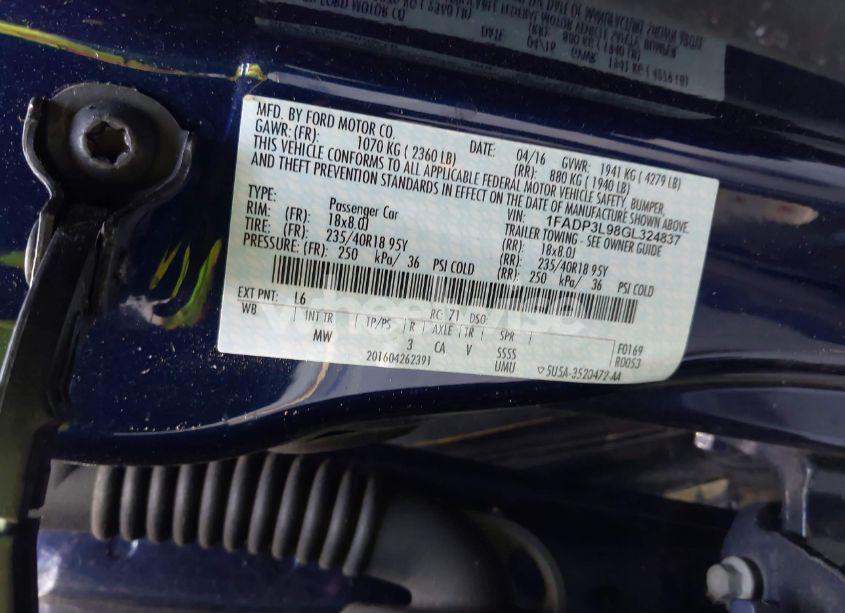 MFD. BY FORD MOTOR CO. DATE: 04/16 GVWR: 1941 KG ( 4279 LB)
GAWR: (FR): 1070 KG ( 2360 LB) (RR): 880 KG ( 1940 LB)
THIS VEHICLE CONFORMS TO ALL APPLICABLE FEDERAL MOTOR VEHICLE SAFETY, BUMPER,
AND THEFT PREVENTION STANDARDS IN EFFECT ON THE DATE OF MANUFACTURE SHOWN ABOVE.
VIN: 1FADP3L98GL324837
TYPE: Passenger Car TRAILER TOWING - SEE OWNER GUIDE
RIM: (FR): 18x8.0J (RR): 18x8.0J
TIRE: (FR): 235/40R18 95Y (RR): 235/40R18 95Y
PRESSURE: (FR): 250 kPa/ 36 PSI COLD (RR): 250 kPa/ 36 PSI COLD
EXT PNT: L6 RC: 71 DSO:
WB INT TR TP/PS R AXLE TR SPR
MW 3 CA V SSSS F0169
201604262391 UMU R0053
▽5U5A-3520472-AA